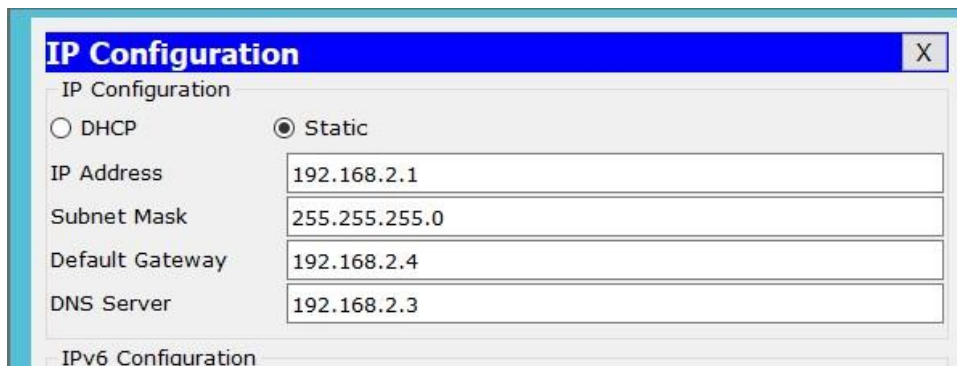 IP Configuration X
IP Configuration
DHCP Static
IP Address 192.168.2.1
Subnet Mask 255.255.255.0
Default Gateway 192.168.2.4
DNS Server 192.168.2.3
IPv6 Configuration